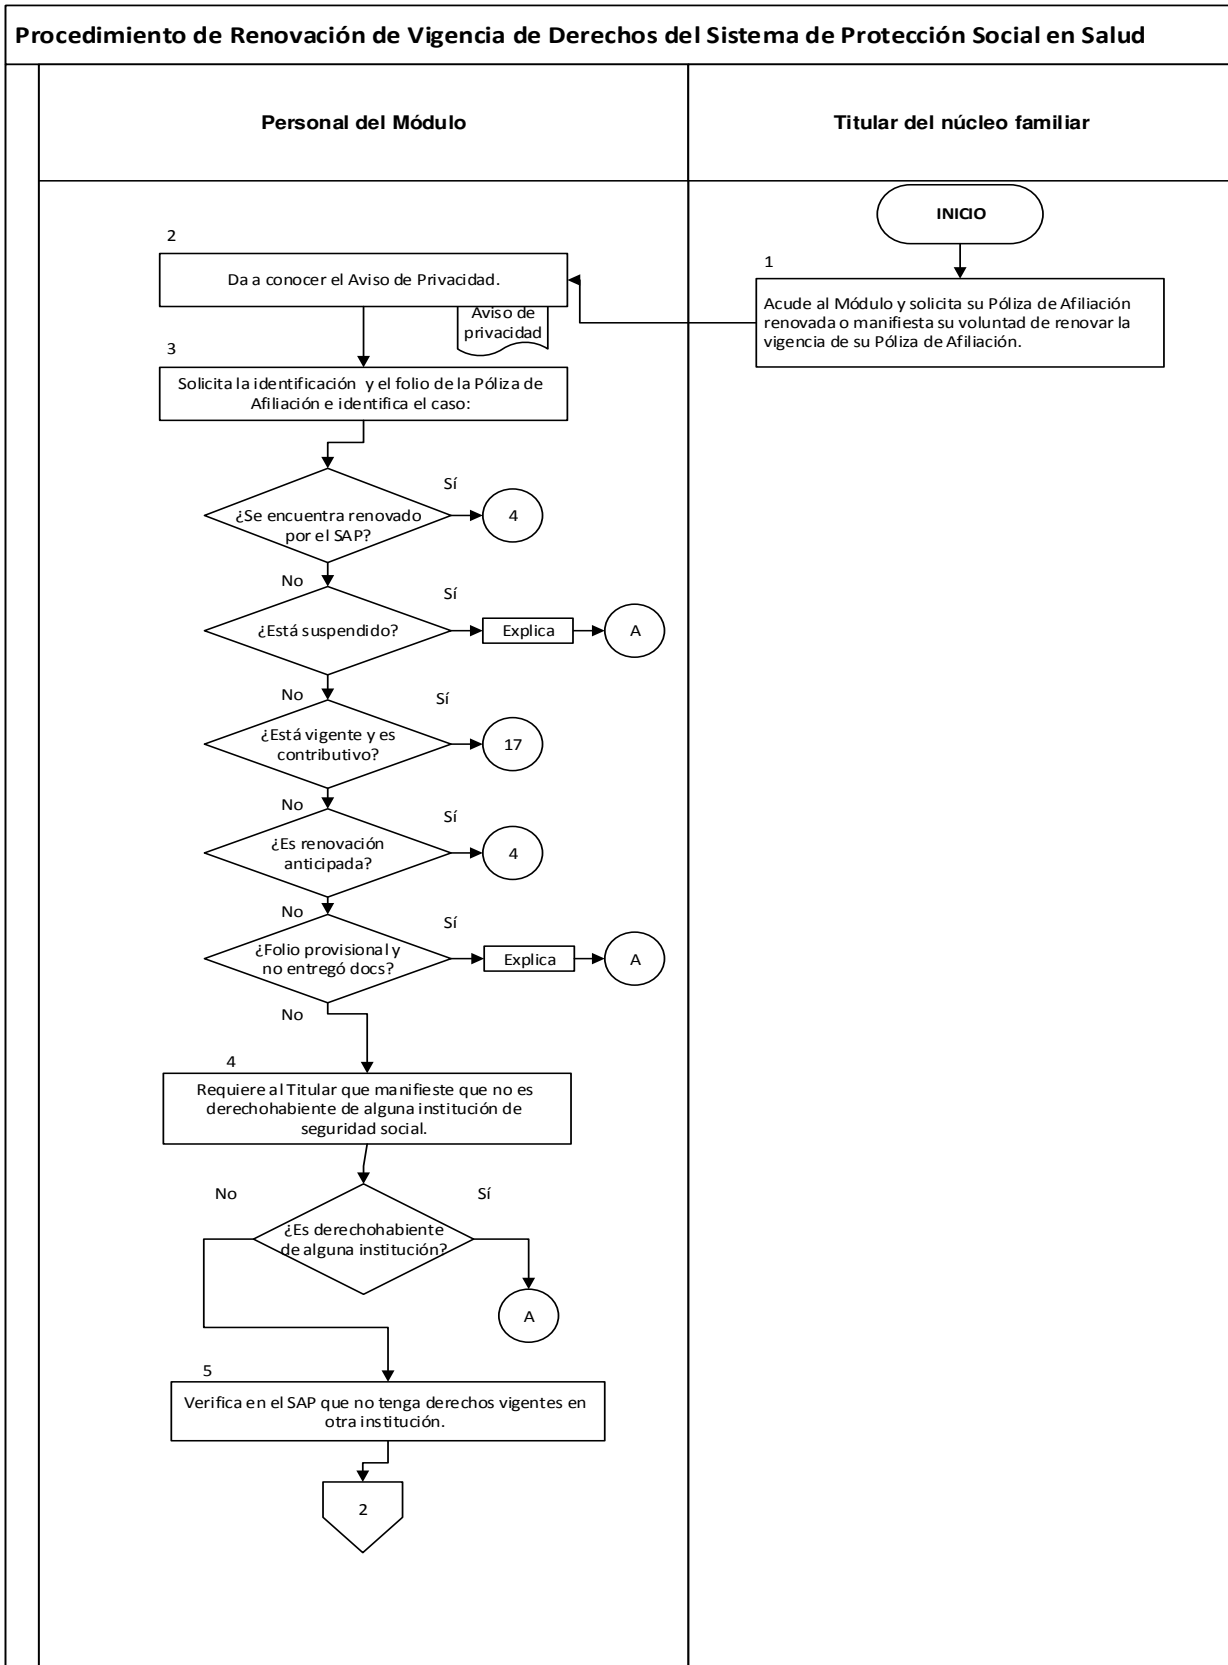 Procedimiento de Renovación de Vigencia de Derechos del Sistema de Protección Social en Salud
Personal del Módulo
Titular del núcleo familiar
INICIO
1
Acude al Módulo y solicita su Póliza de Afiliación
renovada o manifiesta su voluntad de renovar la
vigencia de su Póliza de Afiliación.
2
Da a conocer el Aviso de Privacidad.
Aviso de
privacidad
3
Solicita la identificación y el folio de la Póliza de
Afiliación e identifica el caso:
¿Se encuentra renovado
por el SAP?
Sí
4
No
¿Está suspendido?
Sí
Explica
A
No
¿Está vigente y es
contributivo?
Sí
17
No
¿Es renovación
anticipada?
Sí
4
No
¿Folio provisional y
no entregó docs?
Sí
Explica
A
No
4
Requiere al Titular que manifieste que no es
derechohabiente de alguna institución de
seguridad social.
No
Sí
¿Es derechohabiente
de alguna institución?
A
5
Verifica en el SAP que no tenga derechos vigentes en
otra institución.
2